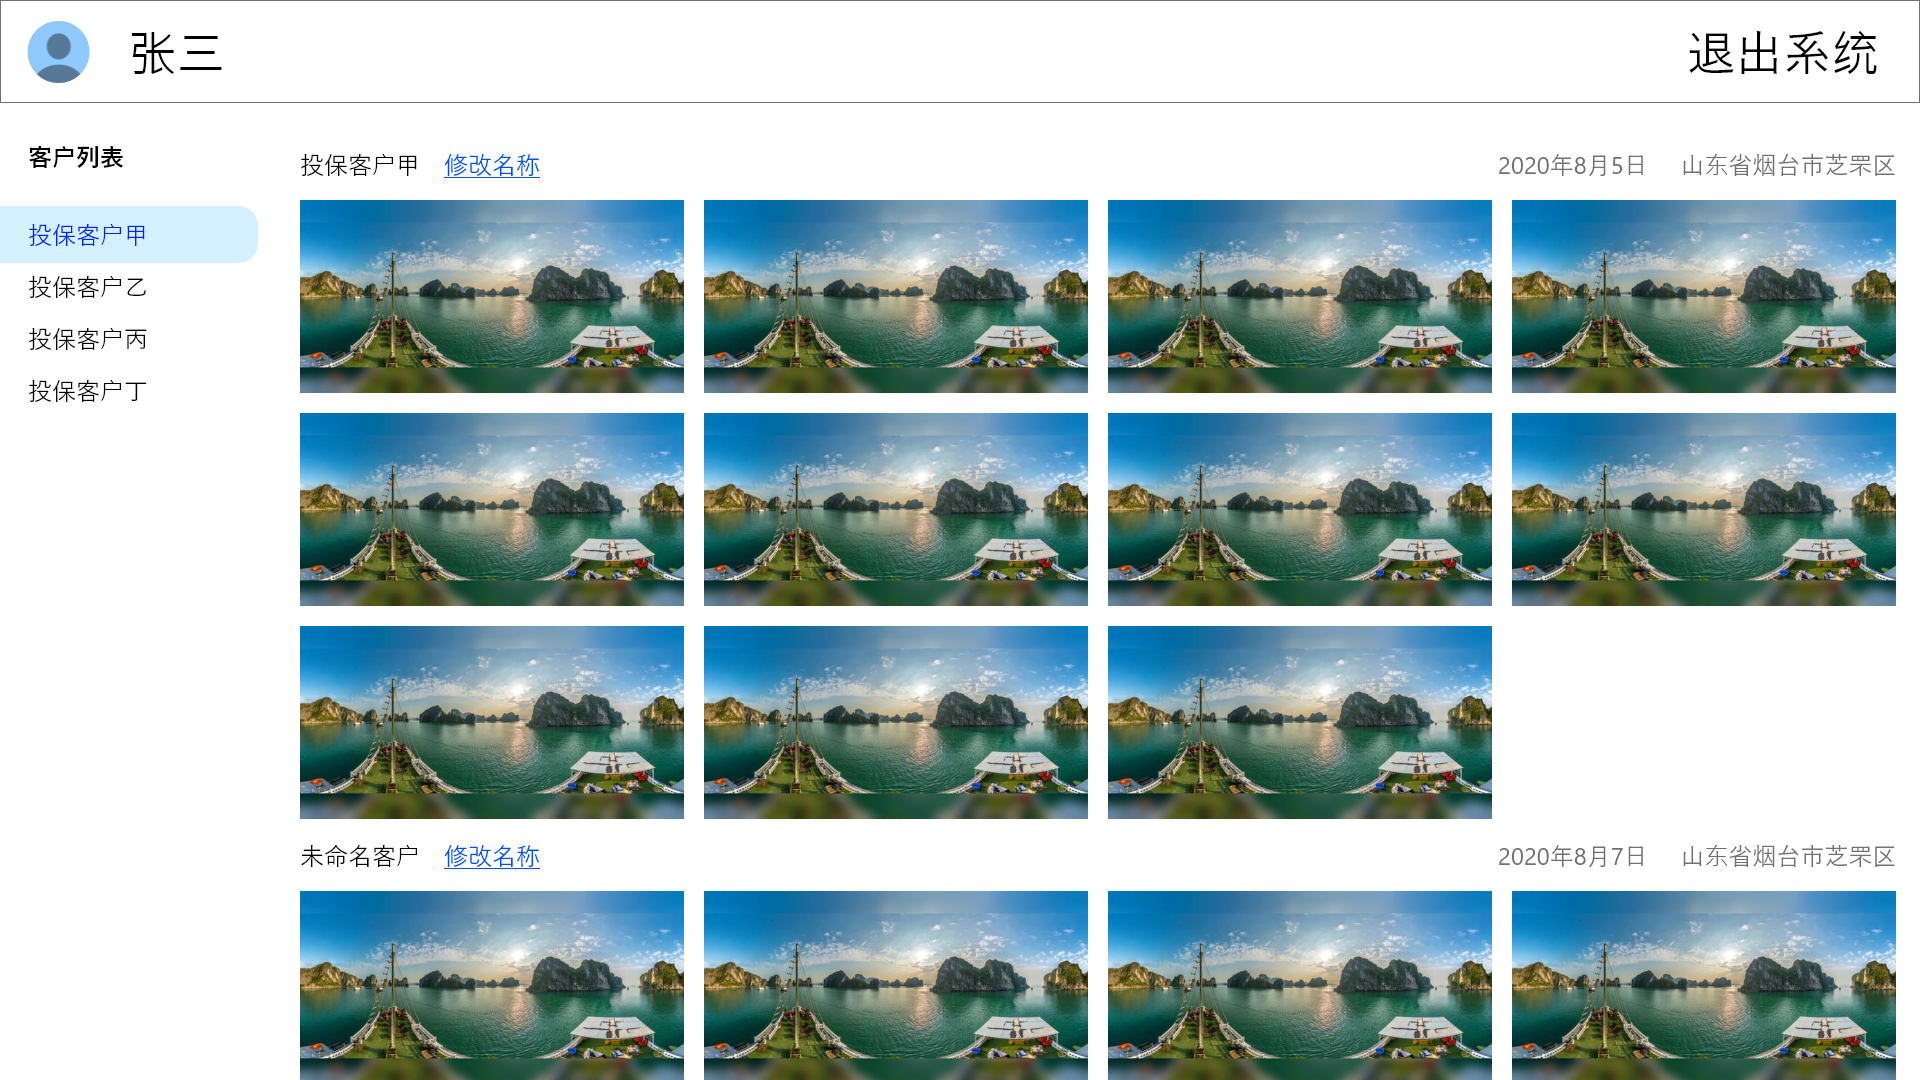 张三
退出系统
客户列表
投保客户甲
投保客户乙
投保客户丙
投保客户丁
投保客户甲 修改名称 2020年8月5日 山东省烟台市芝罘区
未命名客户 修改名称 2020年8月7日 山东省烟台市芝罘区